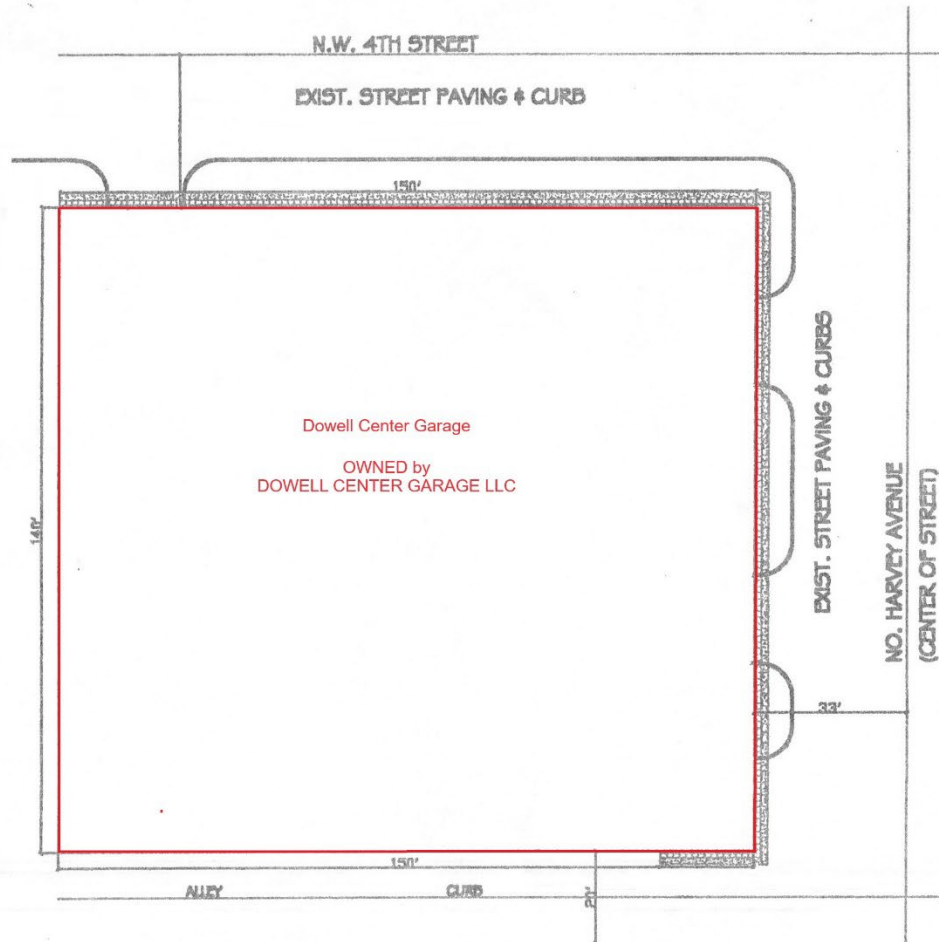 N.W. 4TH STREET
EXIST. STREET PAVING & CURB
150'
140'
Dowell Center Garage
OWNED by
DOWELL CENTER GARAGE LLC
EXIST. STREET PAVING & CURBS
NO. HARVEY AVENUE
(CENTER OF STREET)
33'
150'
ALLEY
CURB
20'